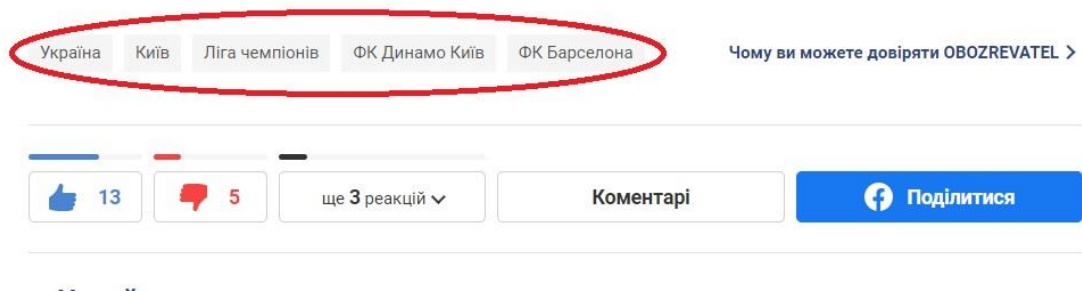 Україна Київ Ліга чемпіонів ФК Динамо Київ ФК Барселона Чому ви можете довіряти OBOZREVATEL
13 5 ще 3 реакцій Коментарі Поділитися